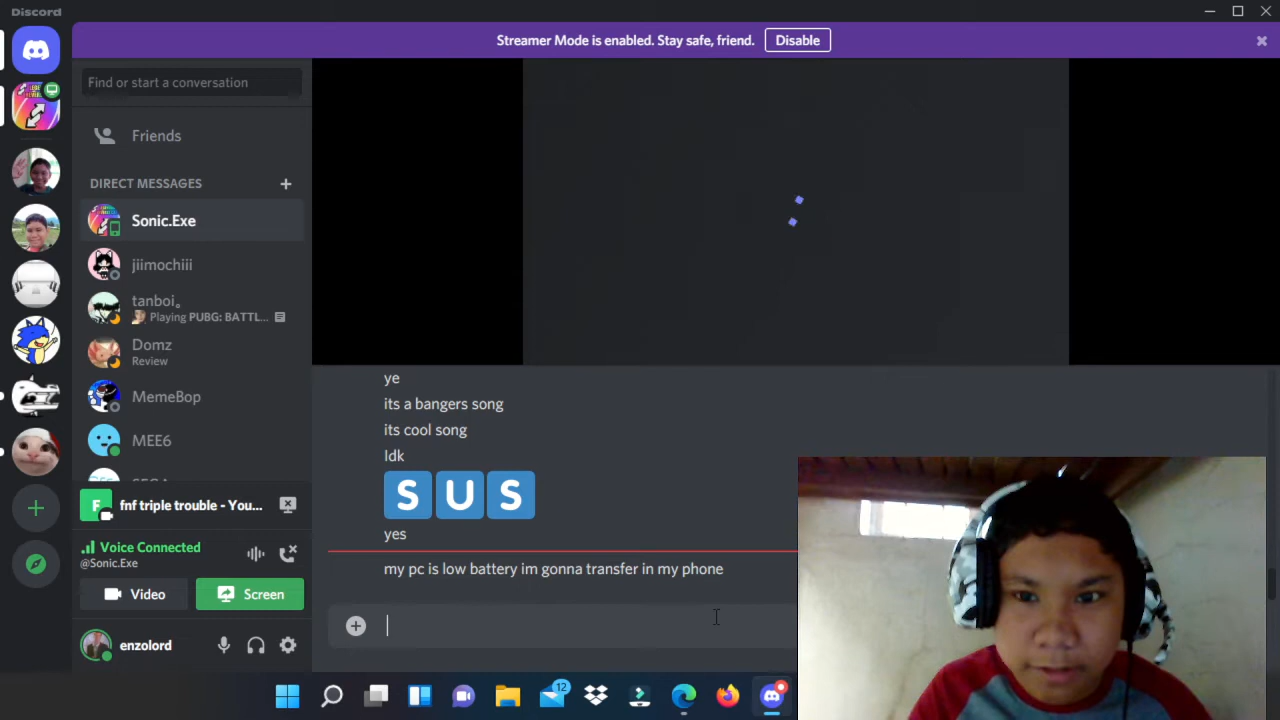 Discord
Streamer Mode is enabled. Stay safe, friend.
Disable
Find or start a conversation
Friends
DIRECT MESSAGES
Sonic.Exe
jiimochiii
tanboi。
Playing PUBG: BATTL...
Domz
Review
MemeBop
MEE6
F
fnf triple trouble - You...
Voice Connected
@Sonic.Exe
Video
Screen
enzolord
ye
its a bangers song
its cool song
Idk
SUS
yes
my pc is low battery im gonna transfer in my phone
12